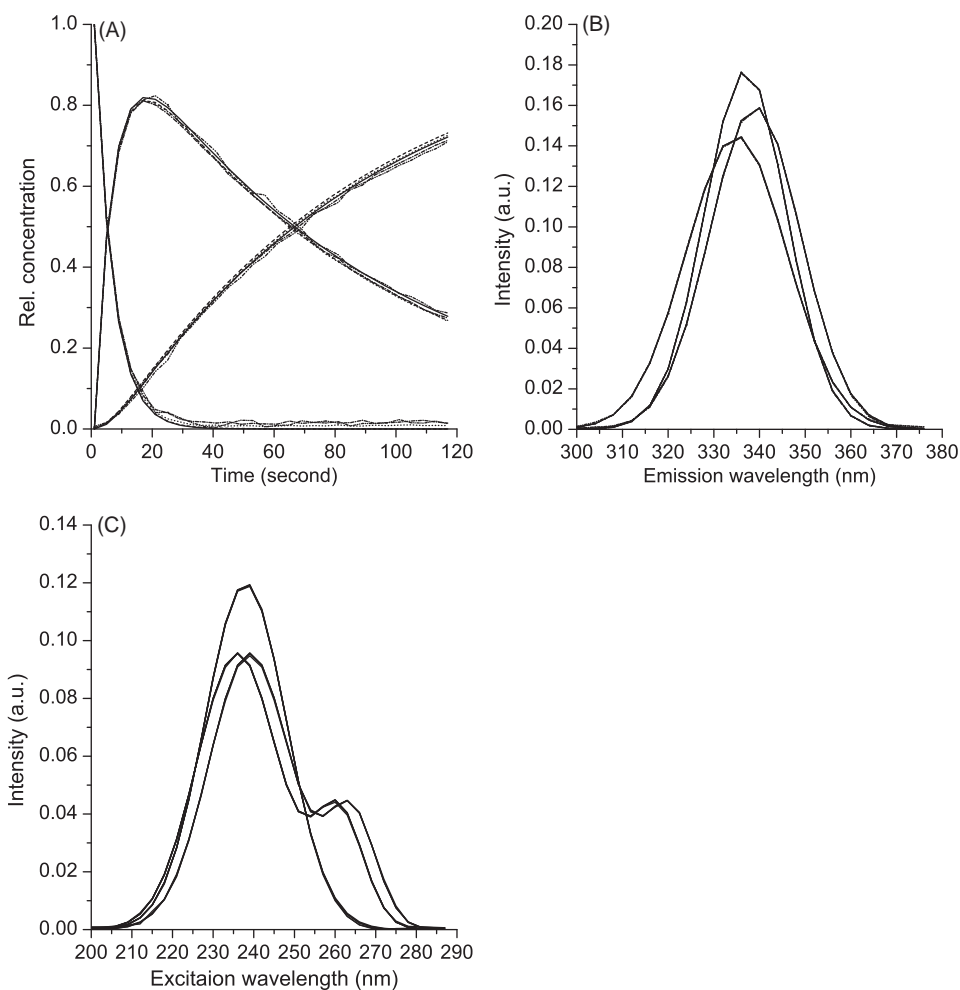 (A)
1.0
0.8
0.6
0.4
0.2
0.0
Rel. concentration
0 20 40 60 80 100 120
Time (second)
(B)
0.20
0.18
0.16
0.14
0.12
0.10
0.08
0.06
0.04
0.02
0.00
Intensity (a.u.)
300 310 320 330 340 350 360 370 380
Emission wavelength (nm)
(C)
0.14
0.12
0.10
0.08
0.06
0.04
0.02
0.00
Intensity (a.u.)
200 210 220 230 240 250 260 270 280 290
Excitaion wavelength (nm)